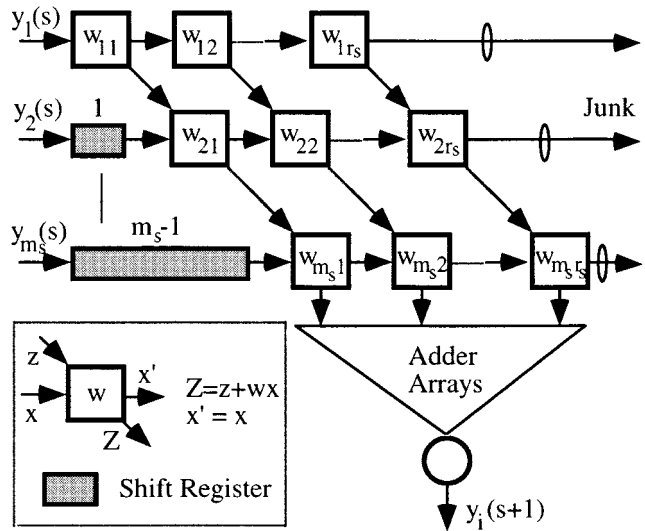 y₁(s)
w₁₁ w₁₂ w₁ᵣₛ
y₂(s) 1 Junk
w₂₁ w₂₂ w₂ᵣₛ
yₘₛ(s) mₛ-1
wₘₛ₁ wₘₛ₂ wₘₛᵣₛ
z
x w x' Z=z+wx
Z x' = x
Adder
Arrays
Shift Register
yᵢ(s+1)